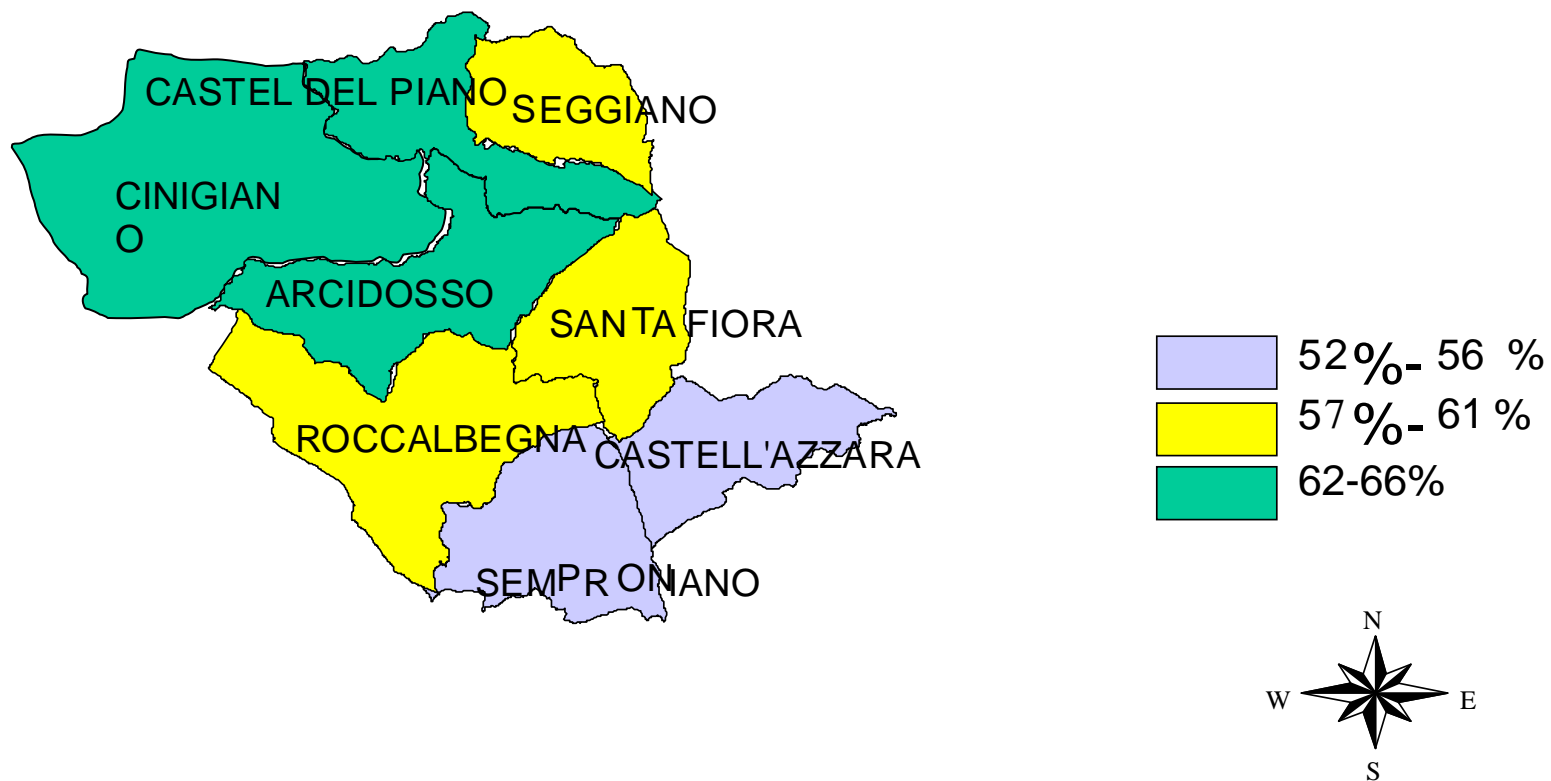 CASTEL DEL PIANO
SEGGIANO
CINIGIAN
O
ARCIDOSSO
SANTA FIORA
ROCCALBEGNA
CASTELL'AZZARA
SEMPRONIANO
52%- 56 %
57%- 61 %
62-66%
N
W E
S